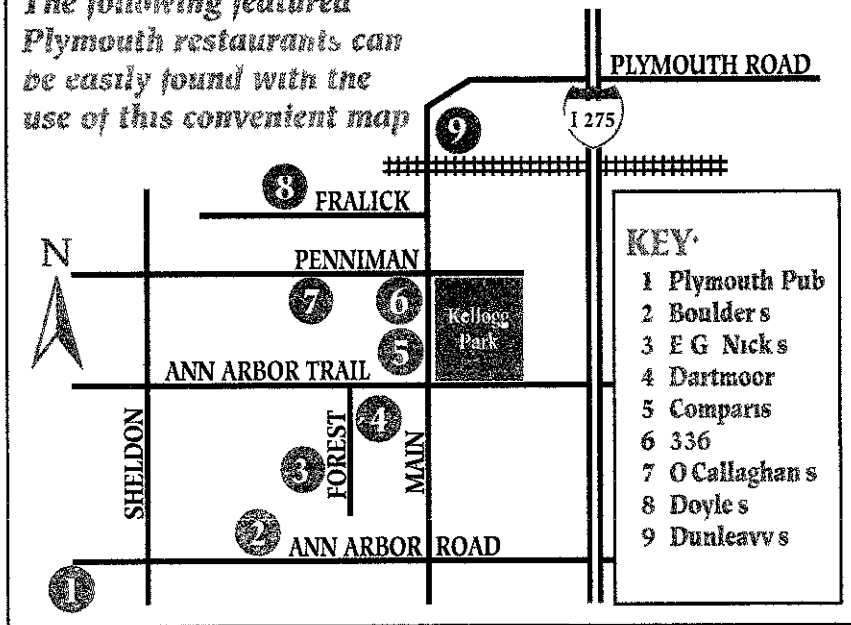 The following featured
Plymouth restaurants can
be easily found with the
use of this convenient map
PLYMOUTH ROAD
I 275
9
8
FRALICK
N
PENNIMAN
7
6
Kellogg
Park
5
ANN ARBOR TRAIL
4
SHELDON
FOREST
MAIN
3
2
ANN ARBOR ROAD
1
KEY:
1 Plymouth Pub
2 Boulder s
3 E G Nick s
4 Dartmoor
5 Comparis
6 336
7 O Callaghan s
8 Doyle s
9 Dunleavy s